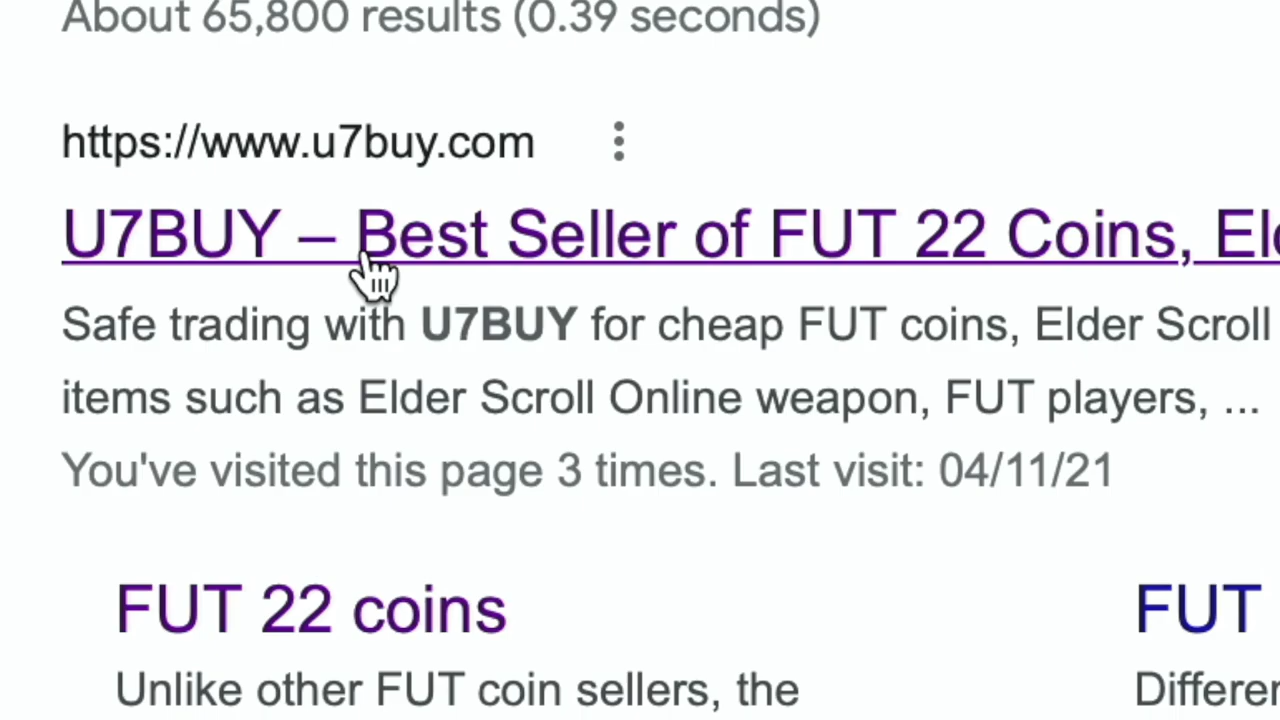 About 65,800 results (0.39 seconds)
https://www.u7buy.com
U7BUY – Best Seller of FUT 22 Coins,
Safe trading with U7BUY for cheap FUT coins, Elder Scroll
items such as Elder Scroll Online weapon, FUT players, ...
You've visited this page 3 times. Last visit: 04/11/21
FUT 22 coins
FUT
Unlike other FUT coin sellers, the